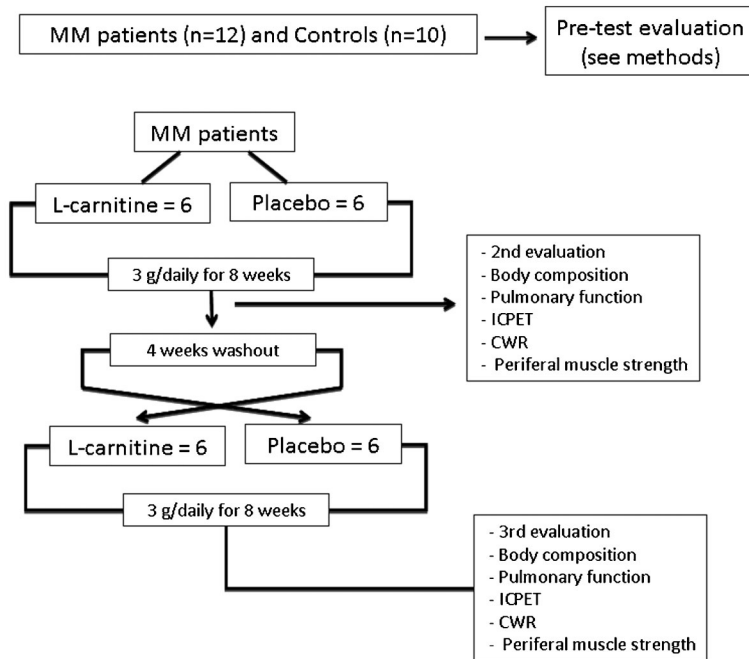 MM patients (n=12) and Controls (n=10)
Pre-test evaluation
(see methods)
MM patients
L-carnitine = 6
Placebo = 6
3 g/daily for 8 weeks
- 2nd evaluation
- Body composition
- Pulmonary function
- ICPET
- CWR
- Periferal muscle strength
4 weeks washout
L-carnitine = 6
Placebo = 6
3 g/daily for 8 weeks
- 3rd evaluation
- Body composition
- Pulmonary function
- ICPET
- CWR
- Periferal muscle strength